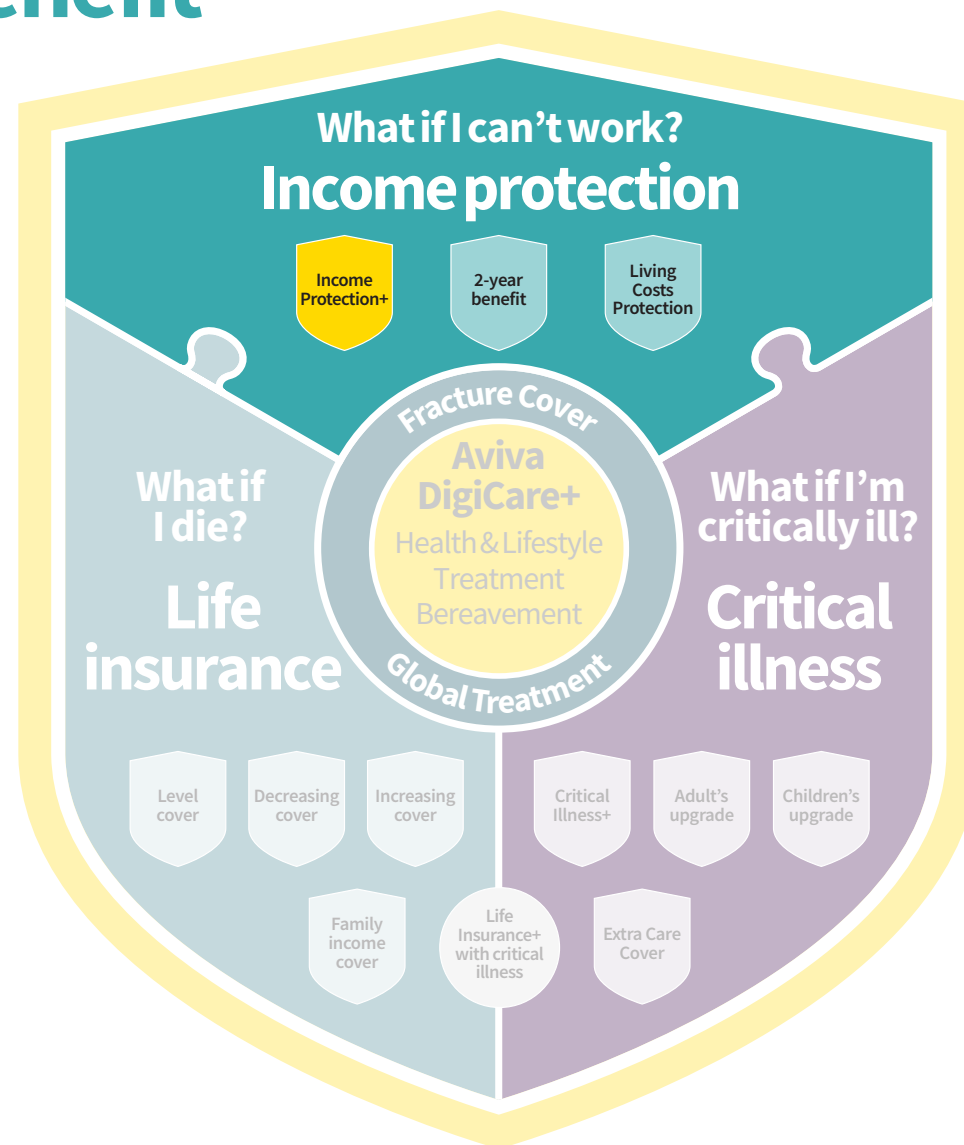 What if I can't work?
Income protection
Income
Protection+
2-year
benefit
Living
Costs
Protection
Fracture Cover
Aviva
DigiCare+
Health & Lifestyle
Treatment
Bereavement
Global Treatment
What if
I die?
Life
insurance
What if I'm
critically ill?
Critical
illness
Level
cover
Decreasing
cover
Increasing
cover
Critical
Illness+
Adult's
upgrade
Children's
upgrade
Family
income
cover
Life
Insurance+
with critical
illness
Extra Care
Cover